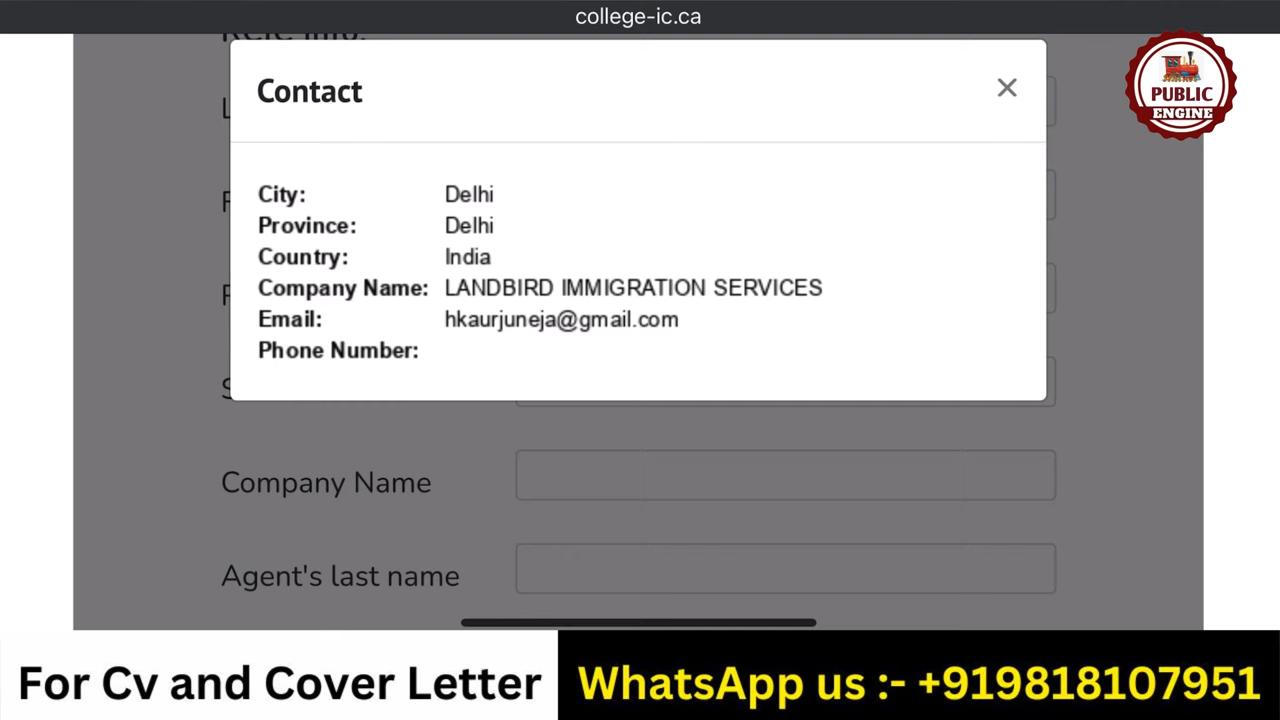 college-ic.ca
Contact
PUBLIC
ENGINE
City: Delhi
Province: Delhi
Country: India
Company Name: LANDBIRD IMMIGRATION SERVICES
Email: hkaurjuneja@gmail.com
Phone Number:
Company Name
Agent's last name
For Cv and Cover Letter
WhatsApp us :- +919818107951